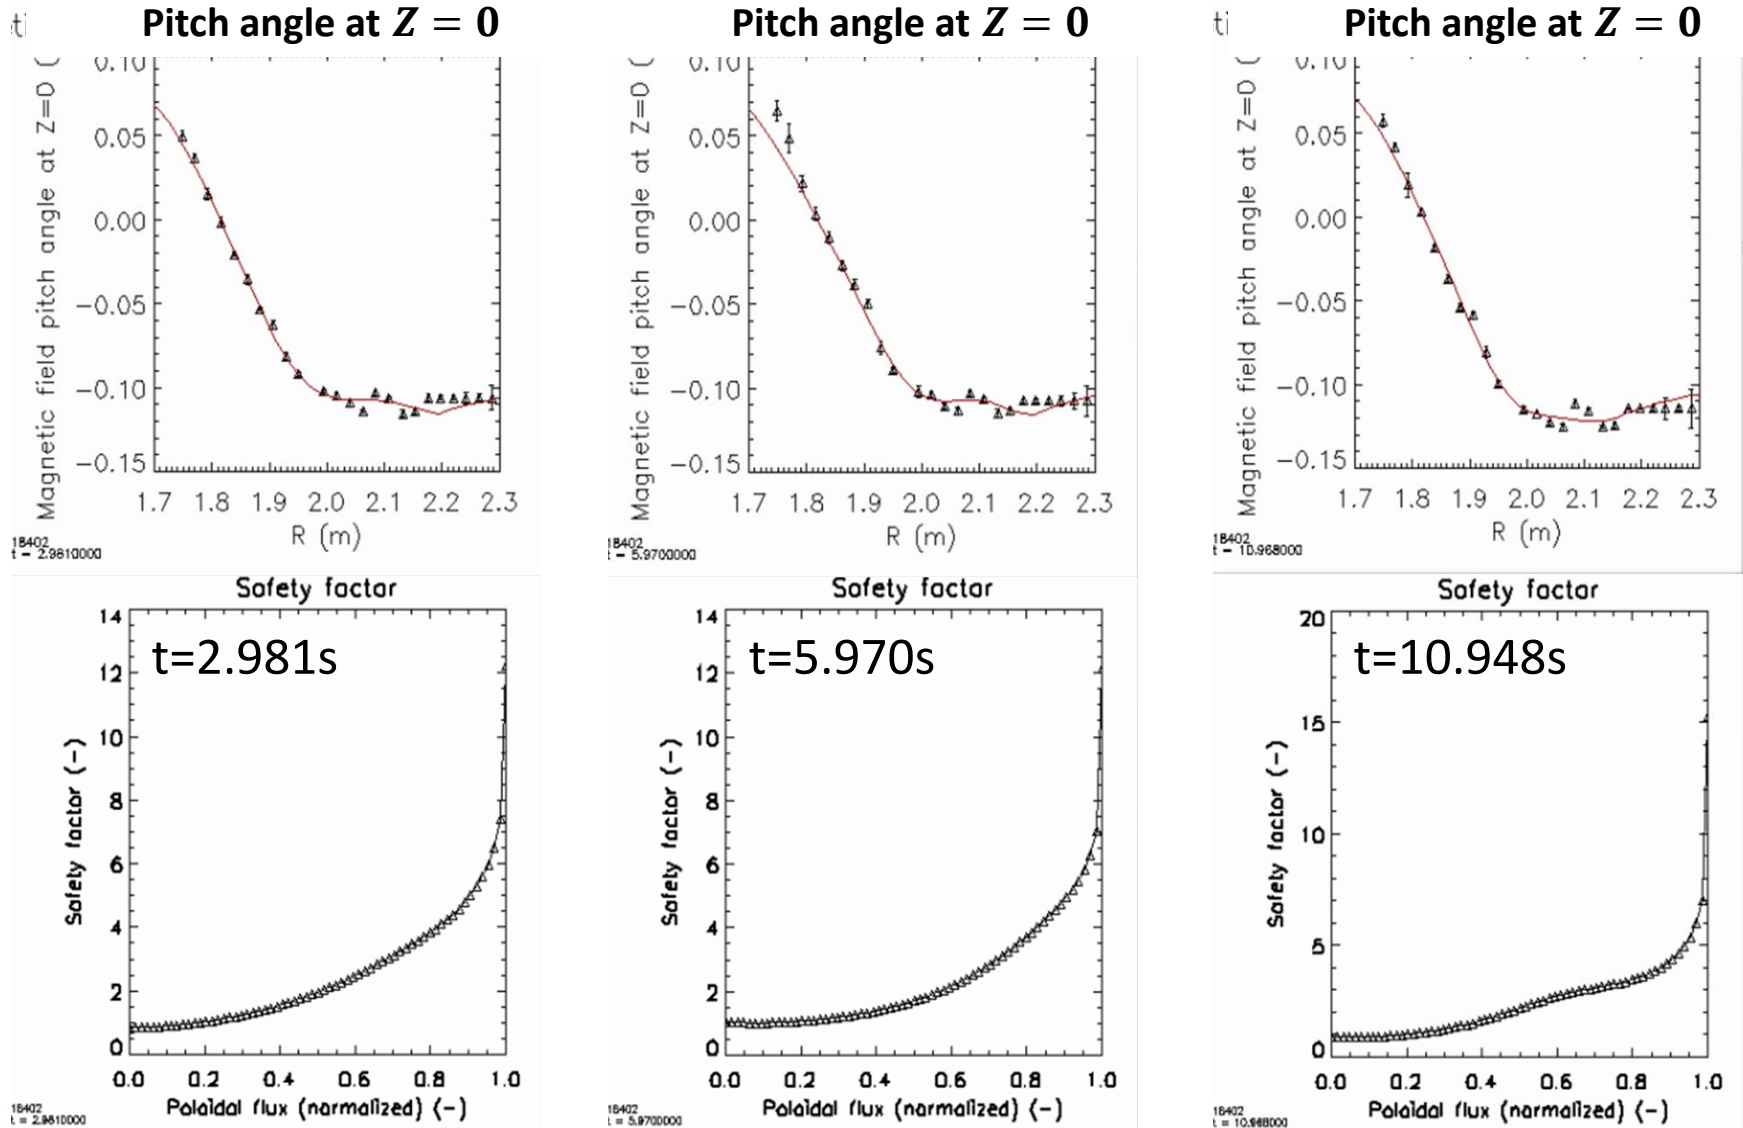 Pitch angle at Z = 0
Magnetic field pitch angle at Z=0 (
0.10
0.05
0.00
−0.05
−0.10
−0.15
1.7 1.8 1.9 2.0 2.1 2.2 2.3
R (m)
18402
t = 2.9810000
Pitch angle at Z = 0
Magnetic field pitch angle at Z=0 (
0.10
0.05
0.00
−0.05
−0.10
−0.15
1.7 1.8 1.9 2.0 2.1 2.2 2.3
R (m)
18402
t = 5.9700000
Pitch angle at Z = 0
Magnetic field pitch angle at Z=0 (
0.10
0.05
0.00
−0.05
−0.10
−0.15
1.7 1.8 1.9 2.0 2.1 2.2 2.3
R (m)
18402
t = 10.968000
Safety factor
t=2.981s
Safety factor (-)
14
12
10
8
6
4
2
0
0.0 0.2 0.4 0.6 0.8 1.0
Poloidal flux (normalized) (-)
18402
t = 2.9810000
Safety factor
t=5.970s
Safety factor (-)
14
12
10
8
6
4
2
0
0.0 0.2 0.4 0.6 0.8 1.0
Poloidal flux (normalized) (-)
18402
t = 5.9700000
Safety factor
t=10.948s
Safety factor (-)
20
15
10
5
0
0.0 0.2 0.4 0.6 0.8 1.0
Poloidal flux (normalized) (-)
18402
t = 10.968000